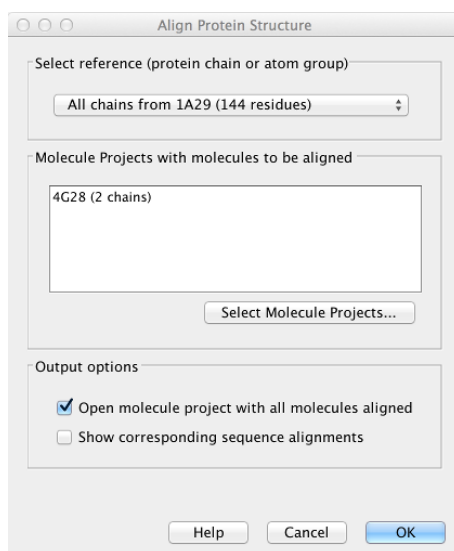 Align Protein Structure
Select reference (protein chain or atom group)
All chains from 1A29 (144 residues)
Molecule Projects with molecules to be aligned
4G28 (2 chains)
Select Molecule Projects...
Output options
Open molecule project with all molecules aligned
Show corresponding sequence alignments
Help Cancel OK